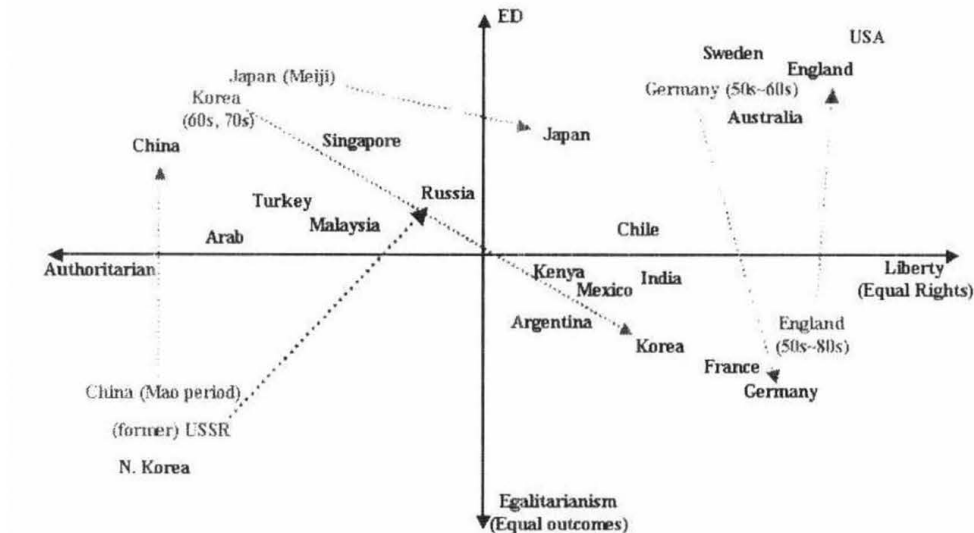 ED
USA
Sweden
England
Japan (Meiji)
Germany (50s~60s)
Korea
(60s, 70s)
Australia
Japan
Singapore
China
Russia
Turkey
Malaysia
Chile
Arab
Authoritarian
Liberty
(Equal Rights)
Kenya
India
Mexico
Argentina
England
(50s~80s)
Korea
France
Germany
China (Mao period)
(former) USSR
N. Korea
Egalitarianism
(Equal outcomes)